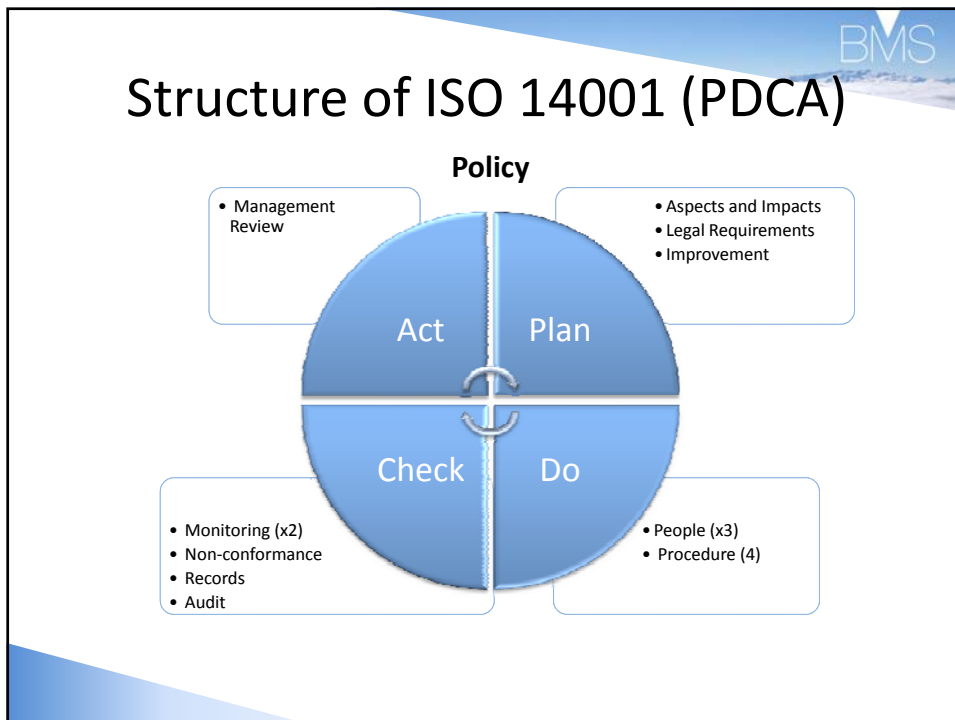 BMS
Structure of ISO 14001 (PDCA)
Policy
• Management
Review
• Aspects and Impacts
• Legal Requirements
• Improvement
Act
Plan
Check
Do
• Monitoring (x2)
• Non-conformance
• Records
• Audit
• People (x3)
• Procedure (4)